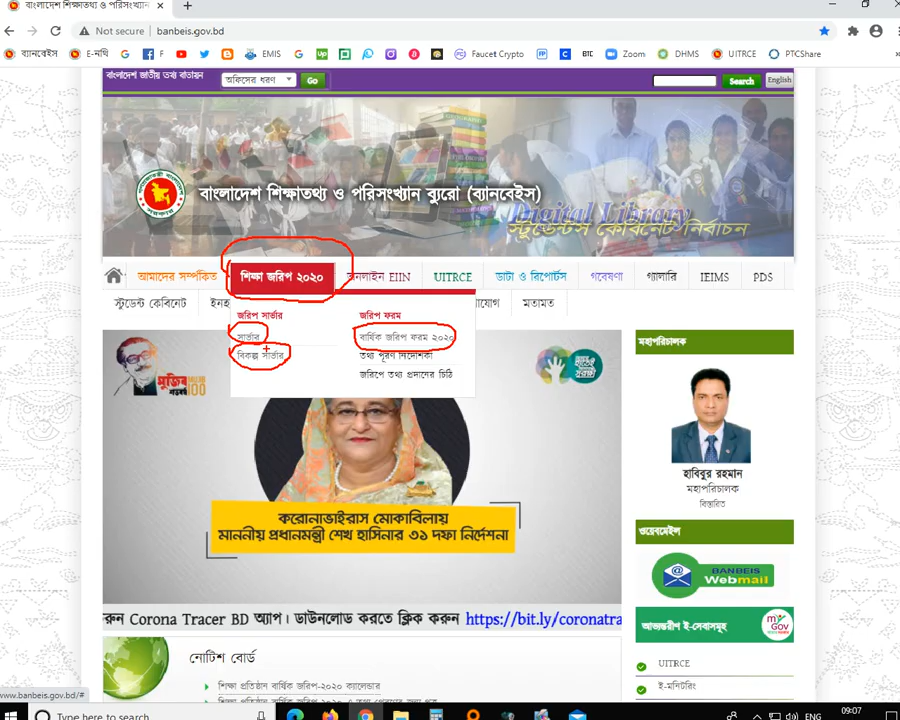 বাংলাদেশ শিক্ষাতথ্য ও পরিসংখ্য
Not secure
banbeis.gov.bd
ব্যানবেইস
ই-নথি
EMIS
Faucet Crypto
BTC
Zoom
DHMS
UITRCE
PTCShare
বাংলাদেশ জাতীয় তথ্য বাতায়ন
অফিসের ধরণ
Go
Search
English
বাংলাদেশ শিক্ষাতথ্য ও পরিসংখ্যান ব্যুরো (ব্যানবেইস)
Digital Library
স্টুডেন্টস কেবিনেট নির্বাচন
আমাদের সম্পর্কিত
শিক্ষা জরিপ ২০২০
অনলাইন EIIN
UITRCE
ডাটা ও রিপোর্টস
গবেষণা
গ্যালারি
IEIMS
PDS
স্টুডেন্ট কেবিনেট
মতামত
জরিপ সার্ভার
জরিপ ফরম
সার্ভার
বার্ষিক জরিপ ফরম ২০২০
বিকল্প সার্ভার
তথ্য পূরণ নির্দেশিকা
জরিপে তথ্য প্রদানের চিঠি
মুজিব
100
করোনাভাইরাস মোকাবিলায়
মাননীয় প্রধানমন্ত্রী শেখ হাসিনার ৩১ দফা নির্দেশনা
রুন Corona Tracer BD অ্যাপ। ডাউনলোড করতে ক্লিক করুন https://bit.ly/coronatra
নোটিশ বোর্ড
শিক্ষা প্রতিষ্ঠান বার্ষিক জরিপ-২০২০ ক্যালেন্ডার
মহাপরিচালক
হাবিবুর রহমান
মহাপরিচালক
বিস্তারিত
ওয়েবমেইল
BANBEIS
Webmail
আভ্যন্তরীণ ই-সেবাসমূহ
my
Gov
UITRCE
ই-মনিটরিং
www.banbeis.gov.bd/#
Type here to search
ENG
09:07